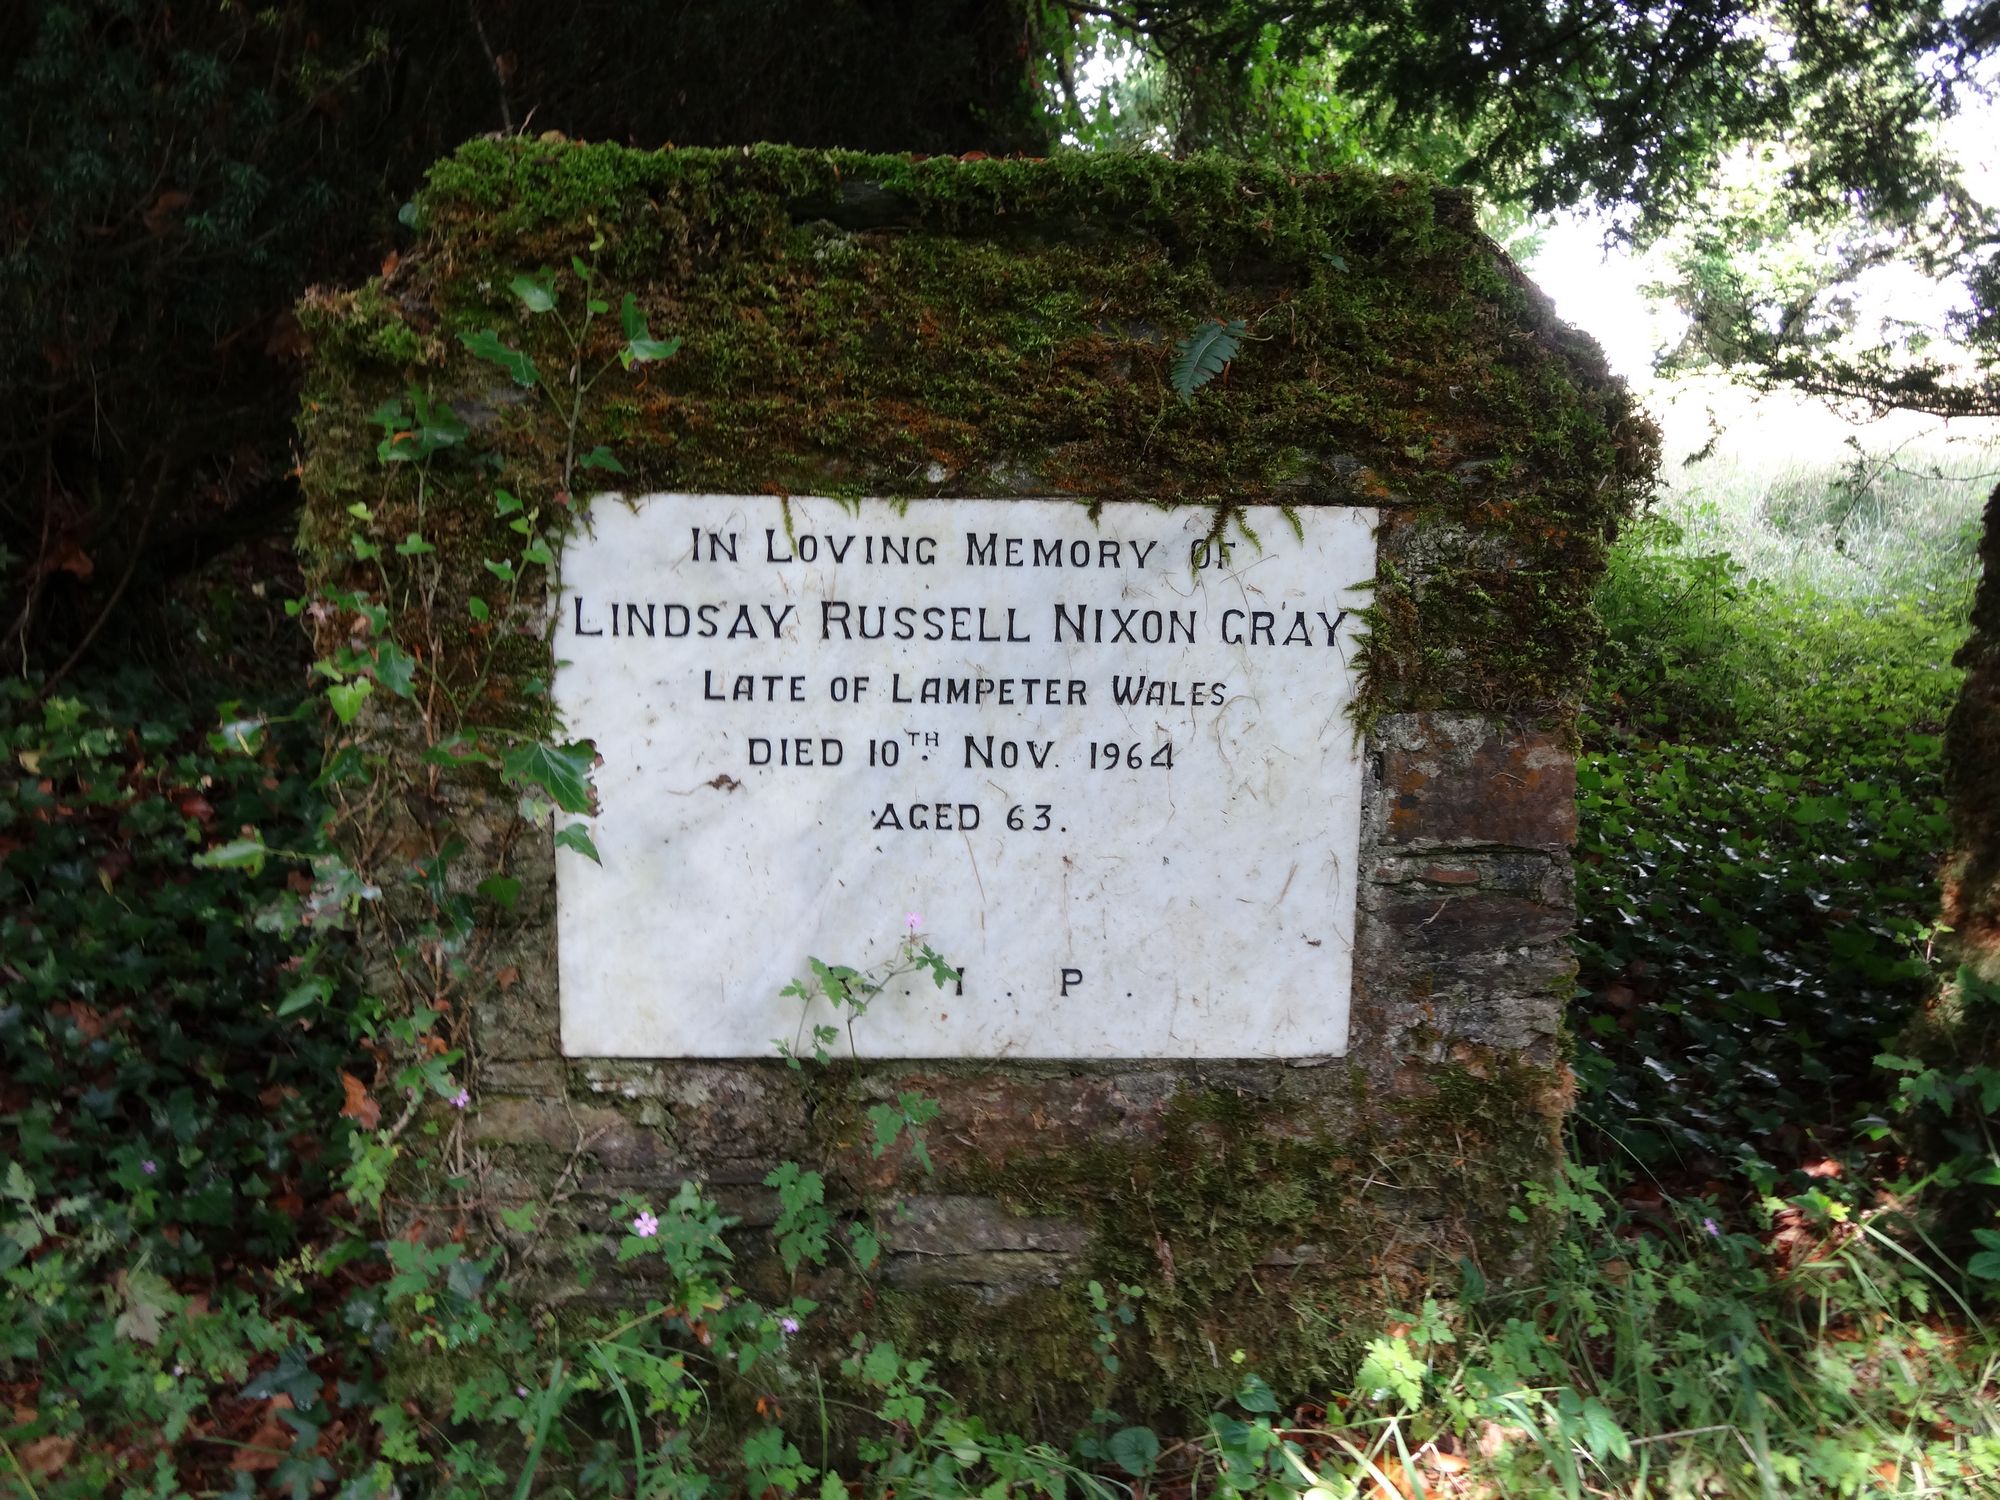 In Loving Memory of
Lindsay Russell Nixon Gray
Late of Lampeter Wales
died 10TH. Nov. 1964
aged 63.
. I . P .